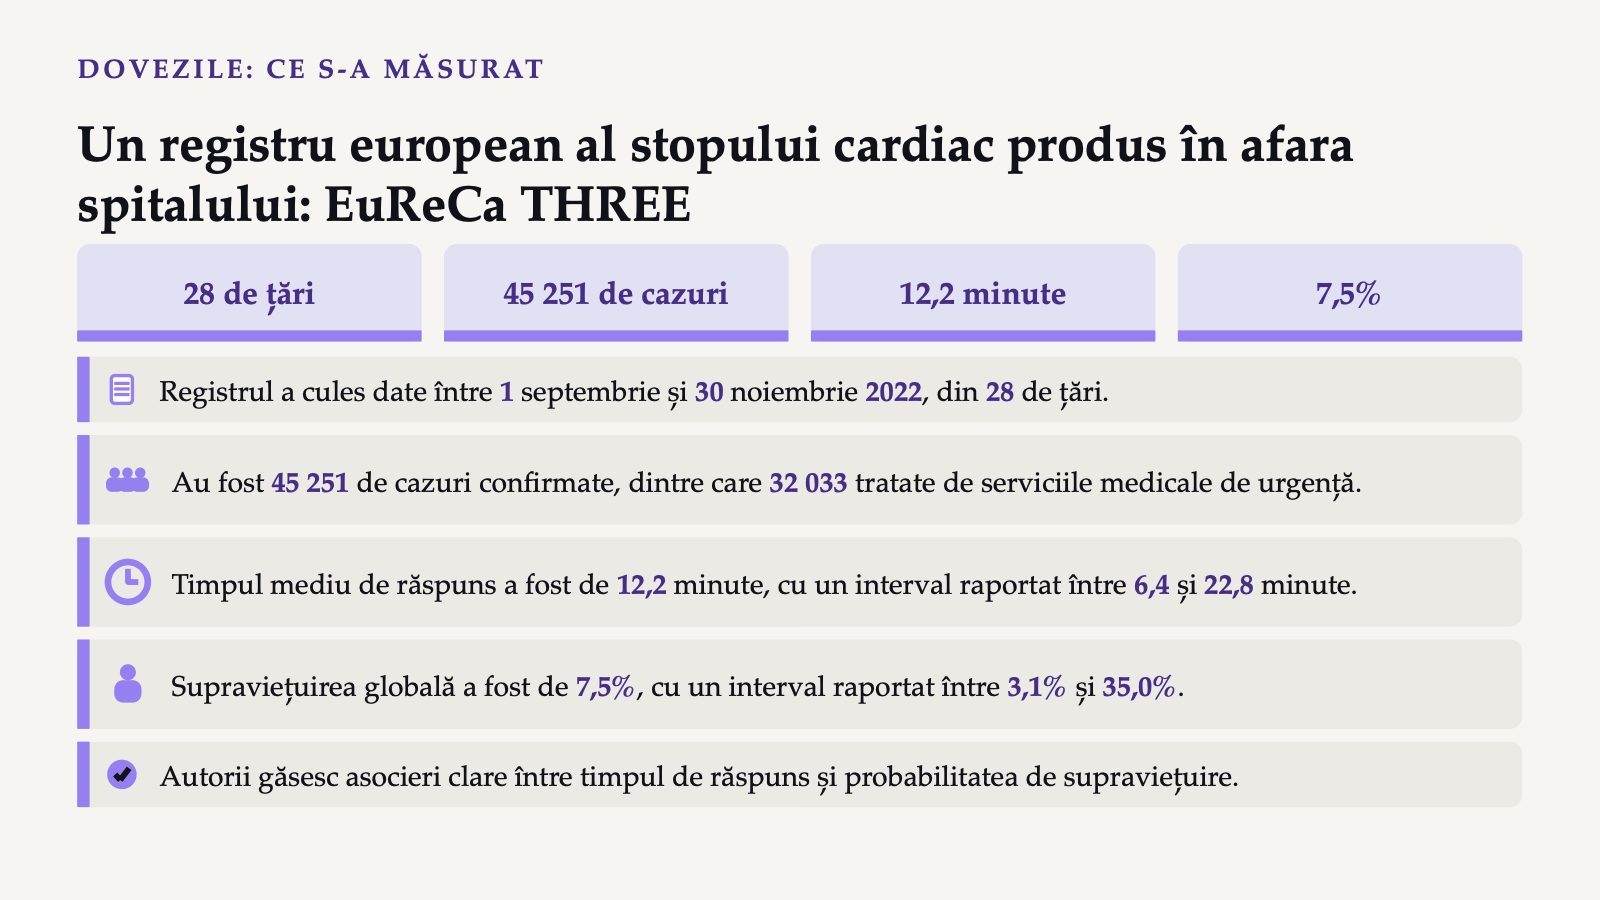 DOVEZILE: CE S-A MĂSURAT
Un registru european al stopului cardiac produs în afara
spitalului: EuReCa THREE
28 de țări
45 251 de cazuri
12,2 minute
7,5%
Registrul a cules date între 1 septembrie și 30 noiembrie 2022, din 28 de țări.
Au fost 45 251 de cazuri confirmate, dintre care 32 033 tratate de serviciile medicale de urgență.
Timpul mediu de răspuns a fost de 12,2 minute, cu un interval raportat între 6,4 și 22,8 minute.
Supraviețuirea globală a fost de 7,5%, cu un interval raportat între 3,1% și 35,0%.
Autorii găsesc asocieri clare între timpul de răspuns și probabilitatea de supraviețuire.